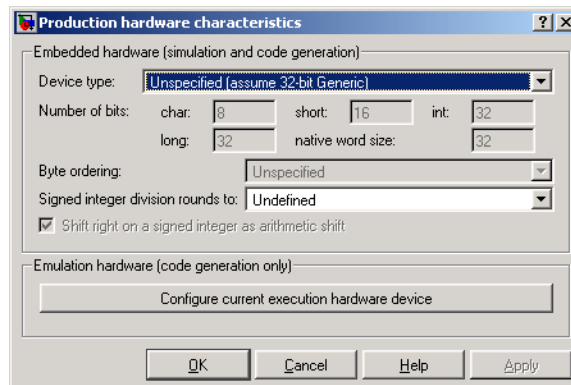 Production hardware characteristics
Embedded hardware (simulation and code generation)
Device type: Unspecified (assume 32-bit Generic)
Number of bits: char: 8 short: 16 int: 32
long: 32 native word size: 32
Byte ordering: Unspecified
Signed integer division rounds to: Undefined
Shift right on a signed integer as arithmetic shift
Emulation hardware (code generation only)
Configure current execution hardware device
OK Cancel Help Apply